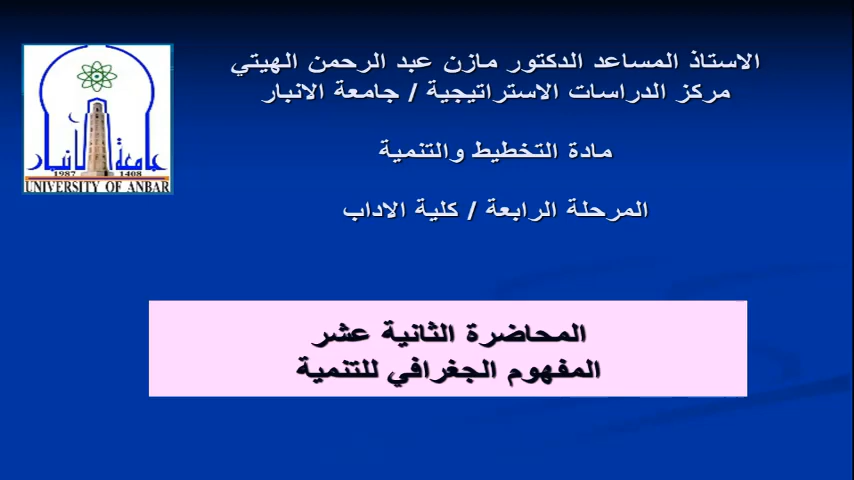 الاستاذ المساعد الدكتور مازن عبد الرحمن الهيتي
مركز الدراسات الاستراتيجية / جامعة الانبار
مادة التخطيط والتنمية
المرحلة الرابعة / كلية الاداب
جامعة الانبار
1987 1408
UNIVERSITY OF ANBAR
المحاضرة الثانية عشر
المفهوم الجغرافي للتنمية